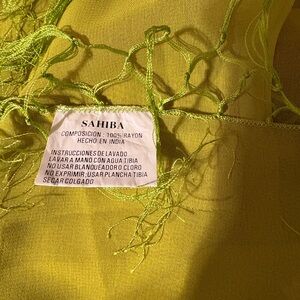 SAHIBA
COMPOSICION: 100% RAYON
HECHO EN INDIA
INSTRUCCIONES DE LAVADO
LAVAR A MANO CON AGUA TIBIA
NO USAR BLANQUEADOR O CLORO
NO EXPRIMIR, USAR PLANCHA TIBIA
SECAR COLGADO